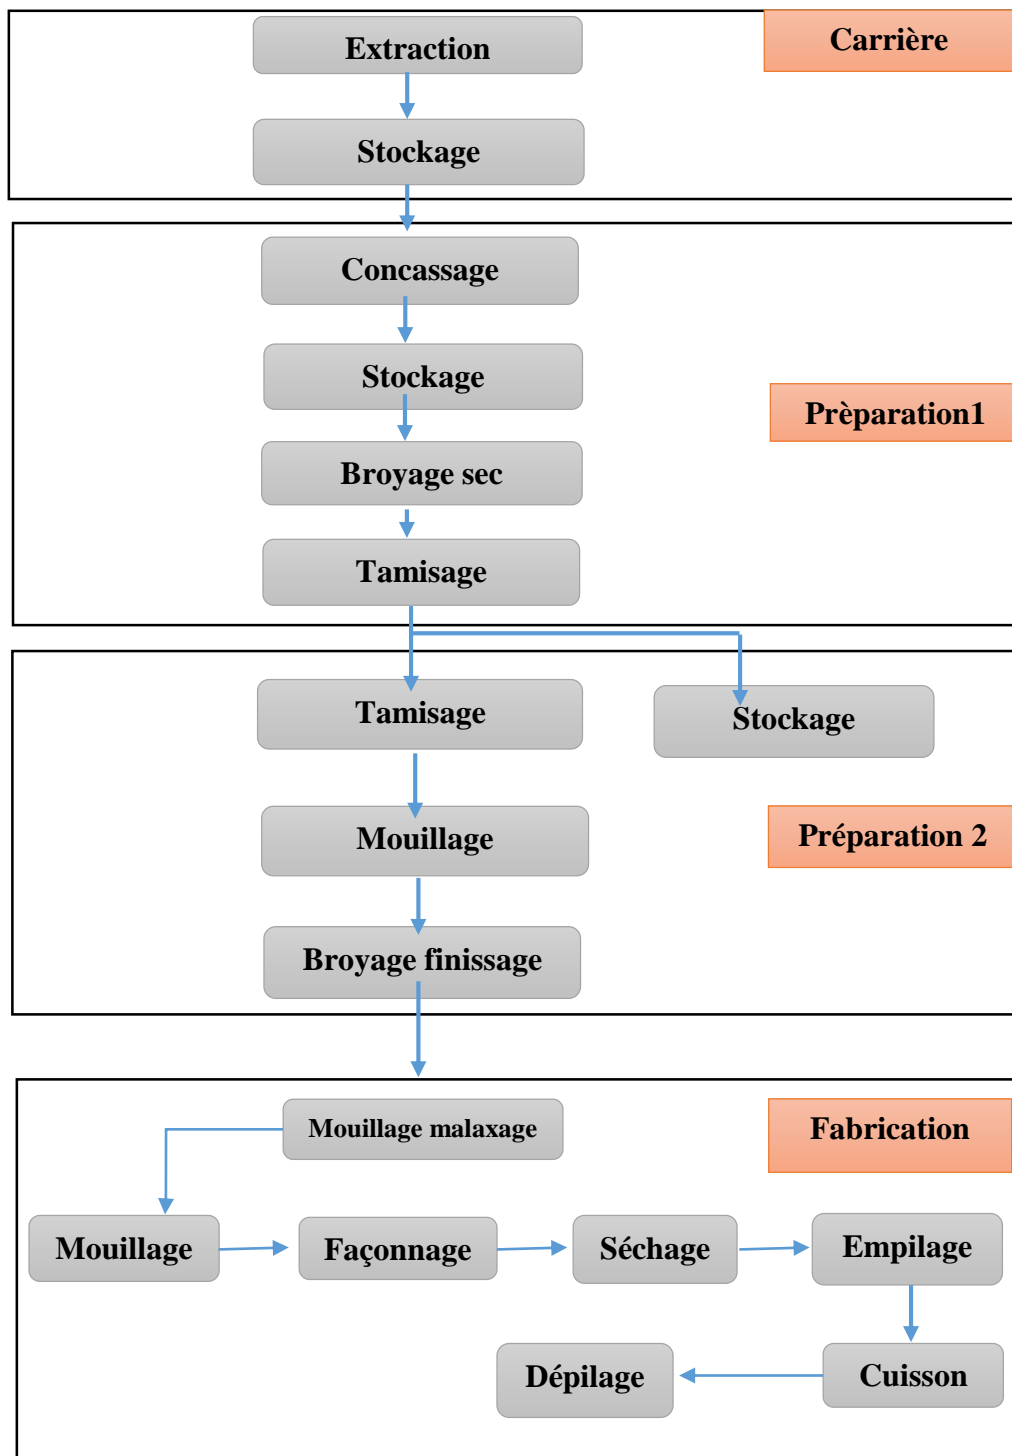 Extraction
Carrière
Stockage
Concassage
Stockage
Prèparation1
Broyage sec
Tamisage
Tamisage
Stockage
Mouillage
Préparation 2
Broyage finissage
Mouillage malaxage
Fabrication
Mouillage
Façonnage
Séchage
Empilage
Dépilage
Cuisson